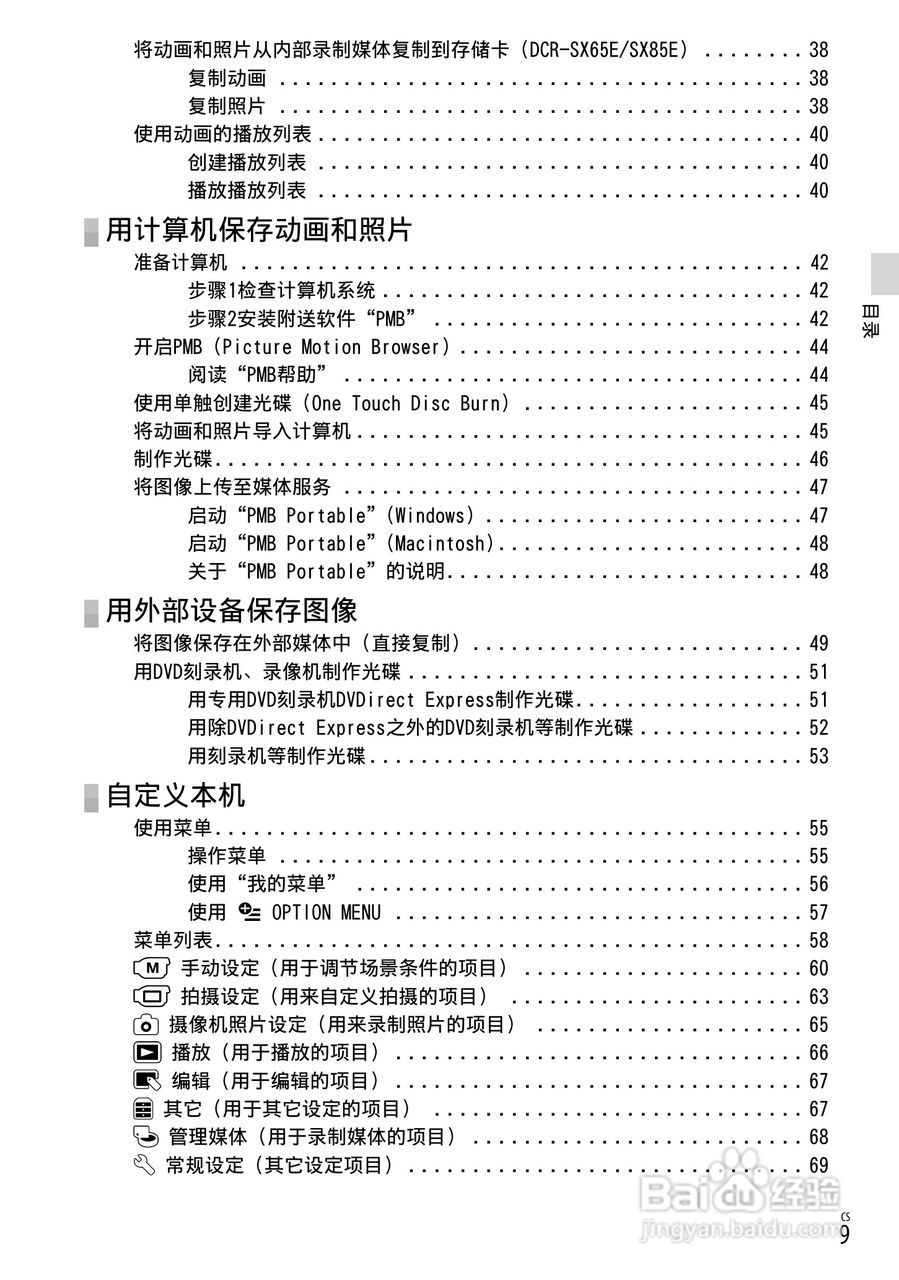 将动画和照片从内部录制媒体复制到存储卡（DCR-SX65E/SX85E） ........ 38
复制动画 ........................................ 38
复制照片 ........................................ 38
使用动画的播放列表 ..................................... 40
创建播放列表 ..................................... 40
播放播放列表 ..................................... 40
用计算机保存动画和照片
准备计算机 ........................................... 42
步骤1检查计算机系统 ................................ 42
步骤2安装附送软件“PMB” ............................ 42
开启PMB（Picture Motion Browser） .......................... 44
阅读“PMB帮助” ................................... 44
使用单触创建光碟（One Touch Disc Burn） ..................... 45
将动画和照片导入计算机 .................................. 45
制作光碟 ............................................. 46
将图像上传至媒体服务 ................................... 47
启动“PMB Portable”（Windows） ........................ 47
启动“PMB Portable”（Macintosh） ....................... 48
关于“PMB Portable”的说明 ........................... 48
用外部设备保存图像
将图像保存在外部媒体中（直接复制） ......................... 49
用DVD刻录机、录像机制作光碟 .............................. 51
用专用DVD刻录机DVDirect Express制作光碟 ................. 51
用除DVDirect Express之外的DVD刻录机等制作光碟 ............. 52
用刻录机等制作光碟 ................................. 53
自定义本机
使用菜单 ............................................. 55
操作菜单 ........................................ 55
使用“我的菜单” .................................. 56
使用 OPTION MENU ............................... 57
菜单列表 ............................................. 58
M 手动设定（用于调节场景条件的项目） ..................... 60
拍摄设定（用来自定义拍摄的项目） ...................... 63
摄像机照片设定（用来录制照片的项目） .................... 65
播放（用于播放的项目） ............................... 66
编辑（用于编辑的项目） ............................... 67
其它（用于其它设定的项目） ............................ 67
管理媒体（用于录制媒体的项目） ......................... 68
常规设定（其它设定项目） .............................. 69
目录
Baidu 经验
jingyan.baidu.com
CS
9